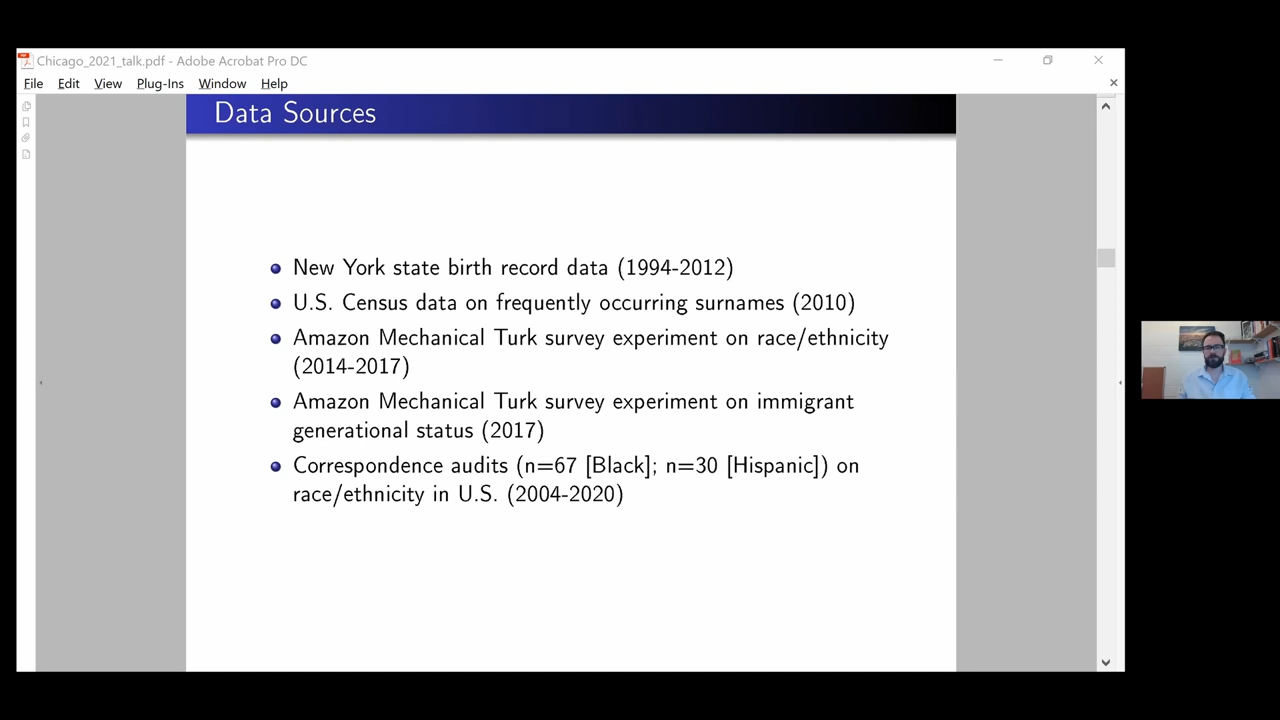 Chicago_2021_talk.pdf - Adobe Acrobat Pro DC
File Edit View Plug-Ins Window Help
Data Sources
New York state birth record data (1994-2012)
U.S. Census data on frequently occurring surnames (2010)
Amazon Mechanical Turk survey experiment on race/ethnicity
(2014-2017)
Amazon Mechanical Turk survey experiment on immigrant
generational status (2017)
Correspondence audits (n=67 [Black]; n=30 [Hispanic]) on
race/ethnicity in U.S. (2004-2020)